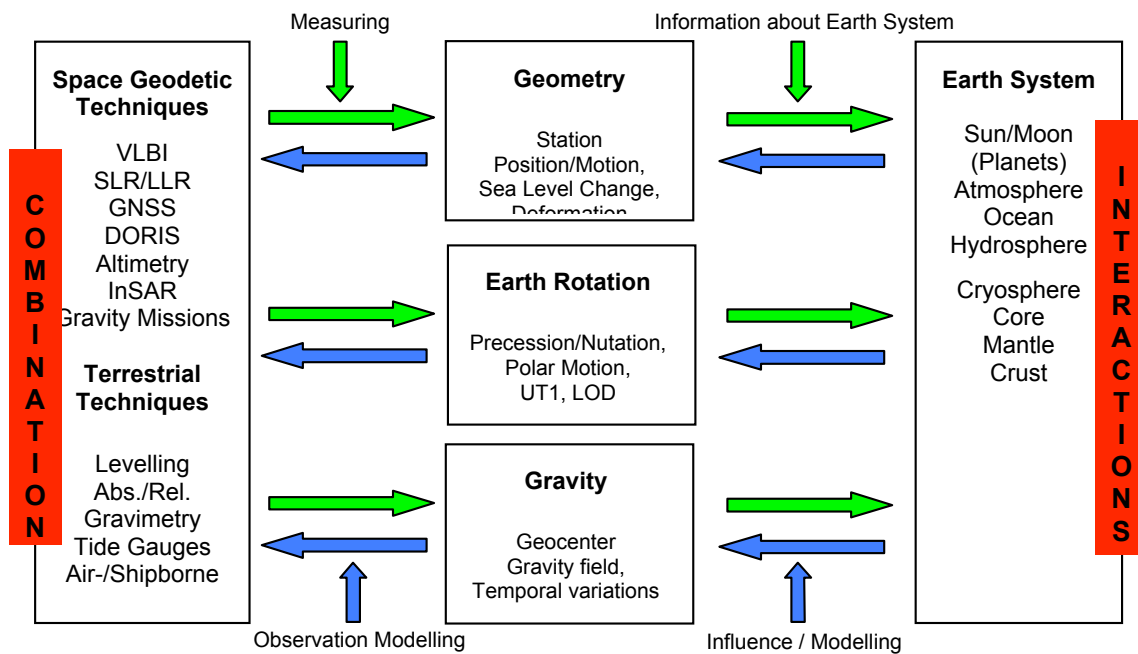 Measuring
Information about Earth System
Space Geodetic
Techniques
VLBI
SLR/LLR
GNSS
DORIS
Altimetry
InSAR
Gravity Missions
Terrestrial
Techniques
Levelling
Abs./Rel.
Gravimetry
Tide Gauges
Air-/Shipborne
COMBINATION
Geometry
Station
Position/Motion,
Sea Level Change,
Deformation
Earth Rotation
Precession/Nutation,
Polar Motion,
UT1, LOD
Gravity
Geocenter
Gravity field,
Temporal variations
Earth System
Sun/Moon
(Planets)
Atmosphere
Ocean
Hydrosphere
Cryosphere
Core
Mantle
Crust
INTERACTIONS
Observation Modelling
Influence / Modelling